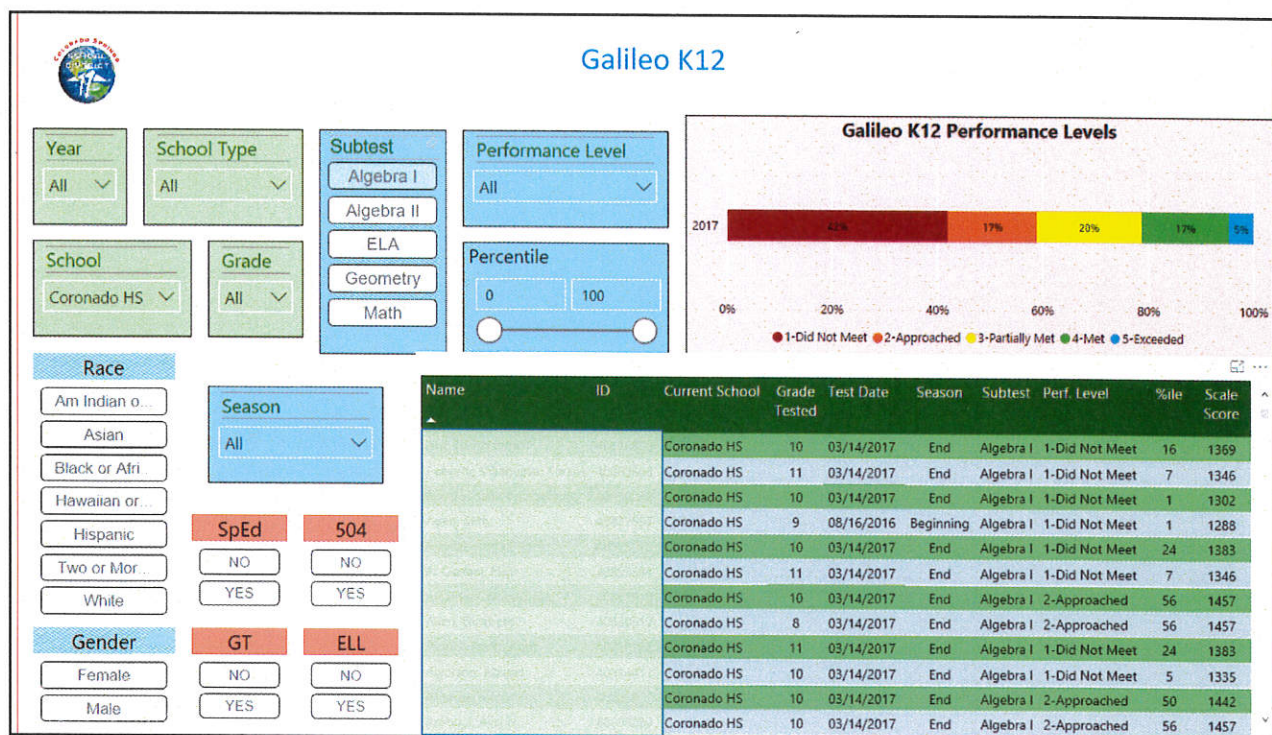 COLORADO SPRINGS
SCHOOL
DISTRICT
11
Galileo K12
Year
All
School Type
All
Subtest
Algebra I
Algebra II
ELA
Geometry
Math
Performance Level
All
School
Coronado HS
Grade
All
Percentile
0 100
Galileo K12 Performance Levels
2017 42% 17% 20% 17% 5%
0% 20% 40% 60% 80% 100%
1-Did Not Meet 2-Approached 3-Partially Met 4-Met 5-Exceeded
Race
Am Indian o...
Asian
Black or Afri...
Hawaiian or...
Hispanic
Two or Mor...
White
Season
All
SpEd
NO
YES
504
NO
YES
Gender
Female
Male
GT
NO
YES
ELL
NO
YES
Name ID Current School Grade Tested Test Date Season Subtest Perf. Level %ile Scale Score
Coronado HS 10 03/14/2017 End Algebra I 1-Did Not Meet 16 1369
Coronado HS 11 03/14/2017 End Algebra I 1-Did Not Meet 7 1346
Coronado HS 10 03/14/2017 End Algebra I 1-Did Not Meet 1 1302
Coronado HS 9 08/16/2016 Beginning Algebra I 1-Did Not Meet 1 1288
Coronado HS 10 03/14/2017 End Algebra I 1-Did Not Meet 24 1383
Coronado HS 11 03/14/2017 End Algebra I 1-Did Not Meet 7 1346
Coronado HS 10 03/14/2017 End Algebra I 2-Approached 56 1457
Coronado HS 8 03/14/2017 End Algebra I 2-Approached 56 1457
Coronado HS 11 03/14/2017 End Algebra I 1-Did Not Meet 24 1383
Coronado HS 10 03/14/2017 End Algebra I 1-Did Not Meet 5 1335
Coronado HS 10 03/14/2017 End Algebra I 2-Approached 50 1442
Coronado HS 10 03/14/2017 End Algebra I 2-Approached 56 1457